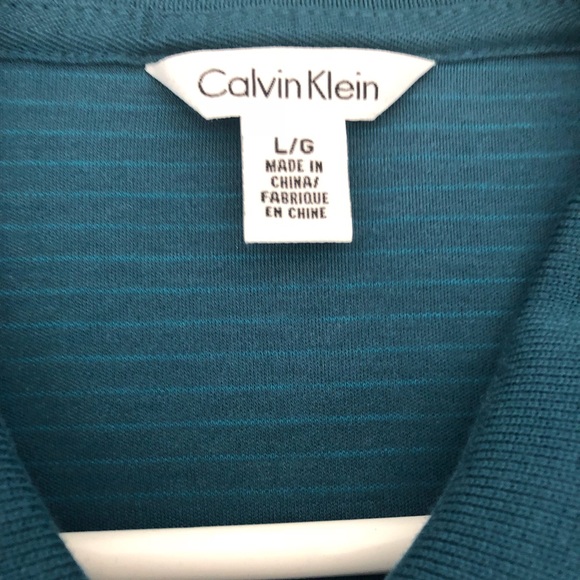 Calvin Klein
L/G
MADE IN
CHINA/
FABRIQUE
EN CHINE